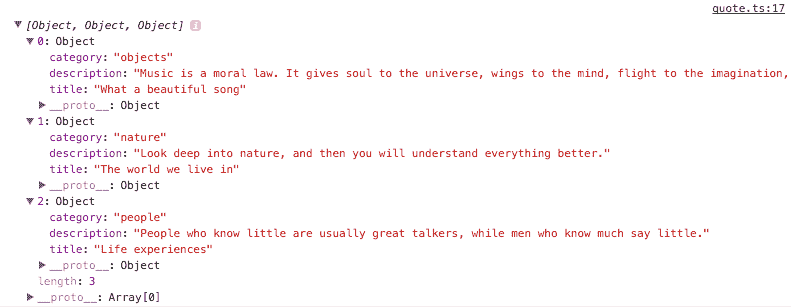 quote.ts:17
[Object, Object, Object] i
0: Object
category: "objects"
description: "Music is a moral law. It gives soul to the universe, wings to the mind, flight to the imagination,
title: "What a beautiful song"
__proto__: Object
1: Object
category: "nature"
description: "Look deep into nature, and then you will understand everything better."
title: "The world we live in"
__proto__: Object
2: Object
category: "people"
description: "People who know little are usually great talkers, while men who know much say little."
title: "Life experiences"
__proto__: Object
length: 3
__proto__: Array[0]